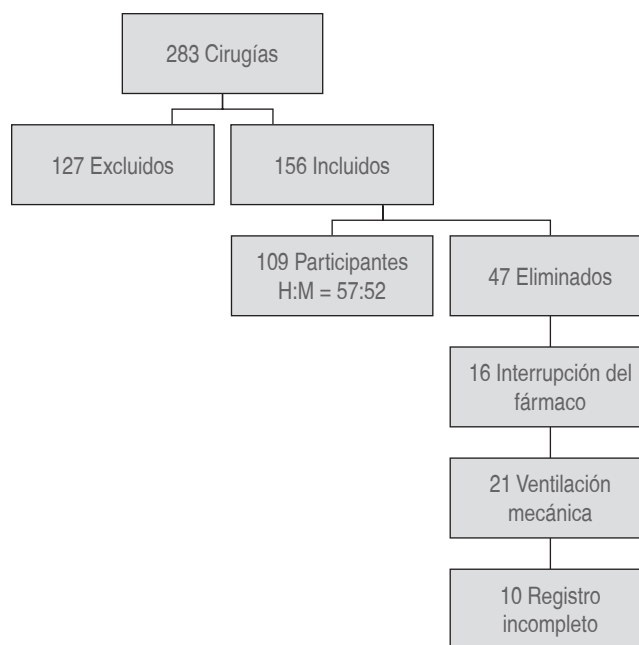 283 Cirugías
127 Excluidos
156 Incluidos
109 Participantes
H:M = 57:52
47 Eliminados
16 Interrupción del
fármaco
21 Ventilación
mecánica
10 Registro
incompleto